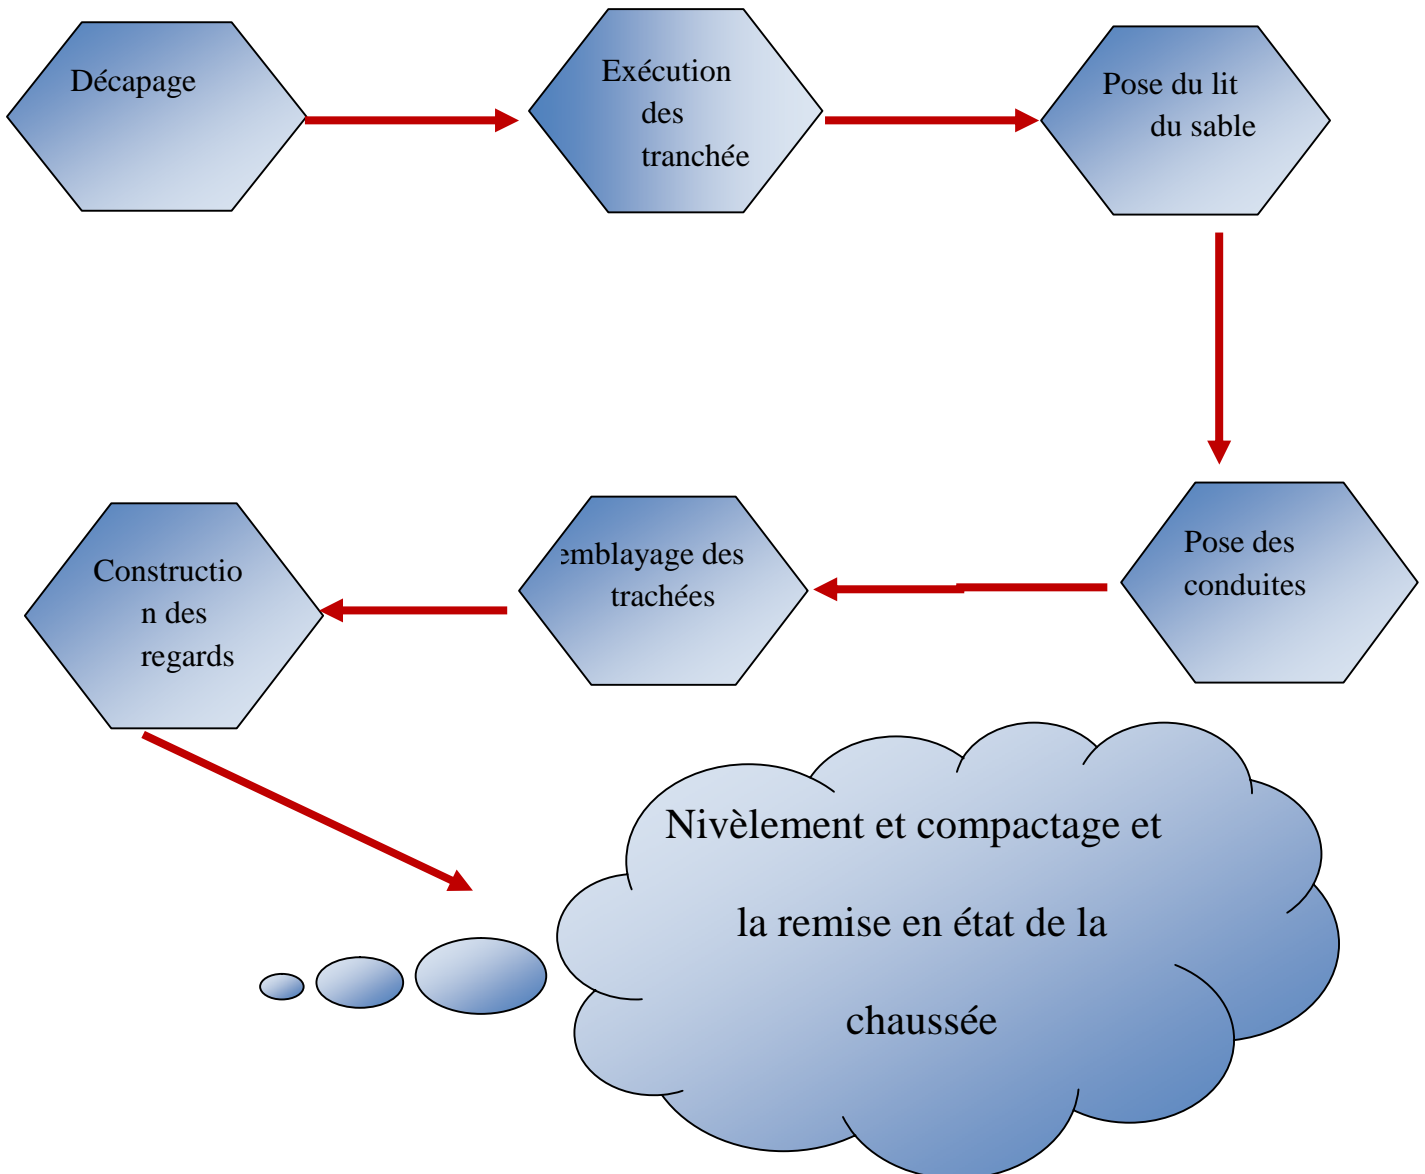 Décapage
Exécution
des
tranchée
Pose du lit
du sable
Pose des
conduites
emblayage des
trachées
Constructio
n des
regards
Nivèlement et compactage et
la remise en état de la
chaussée